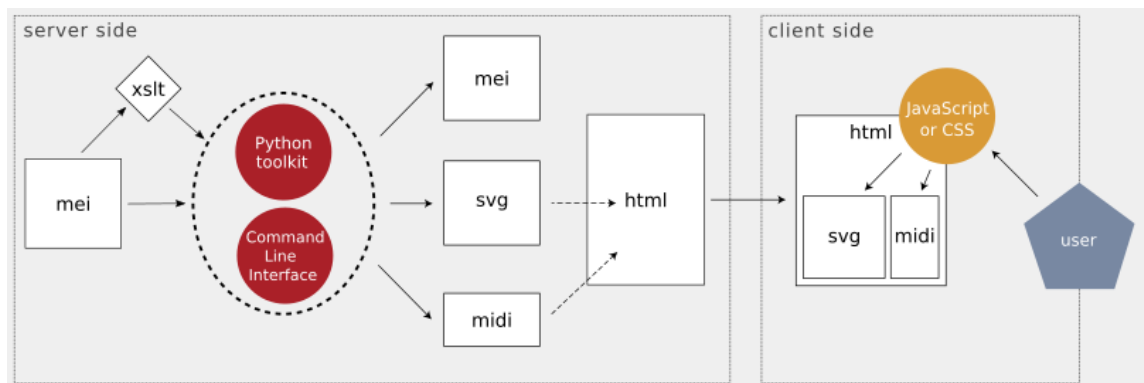 server side
client side
xslt
mei
Python
toolkit
Command
Line
Interface
mei
svg
midi
html
JavaScript
or CSS
html
svg
midi
user